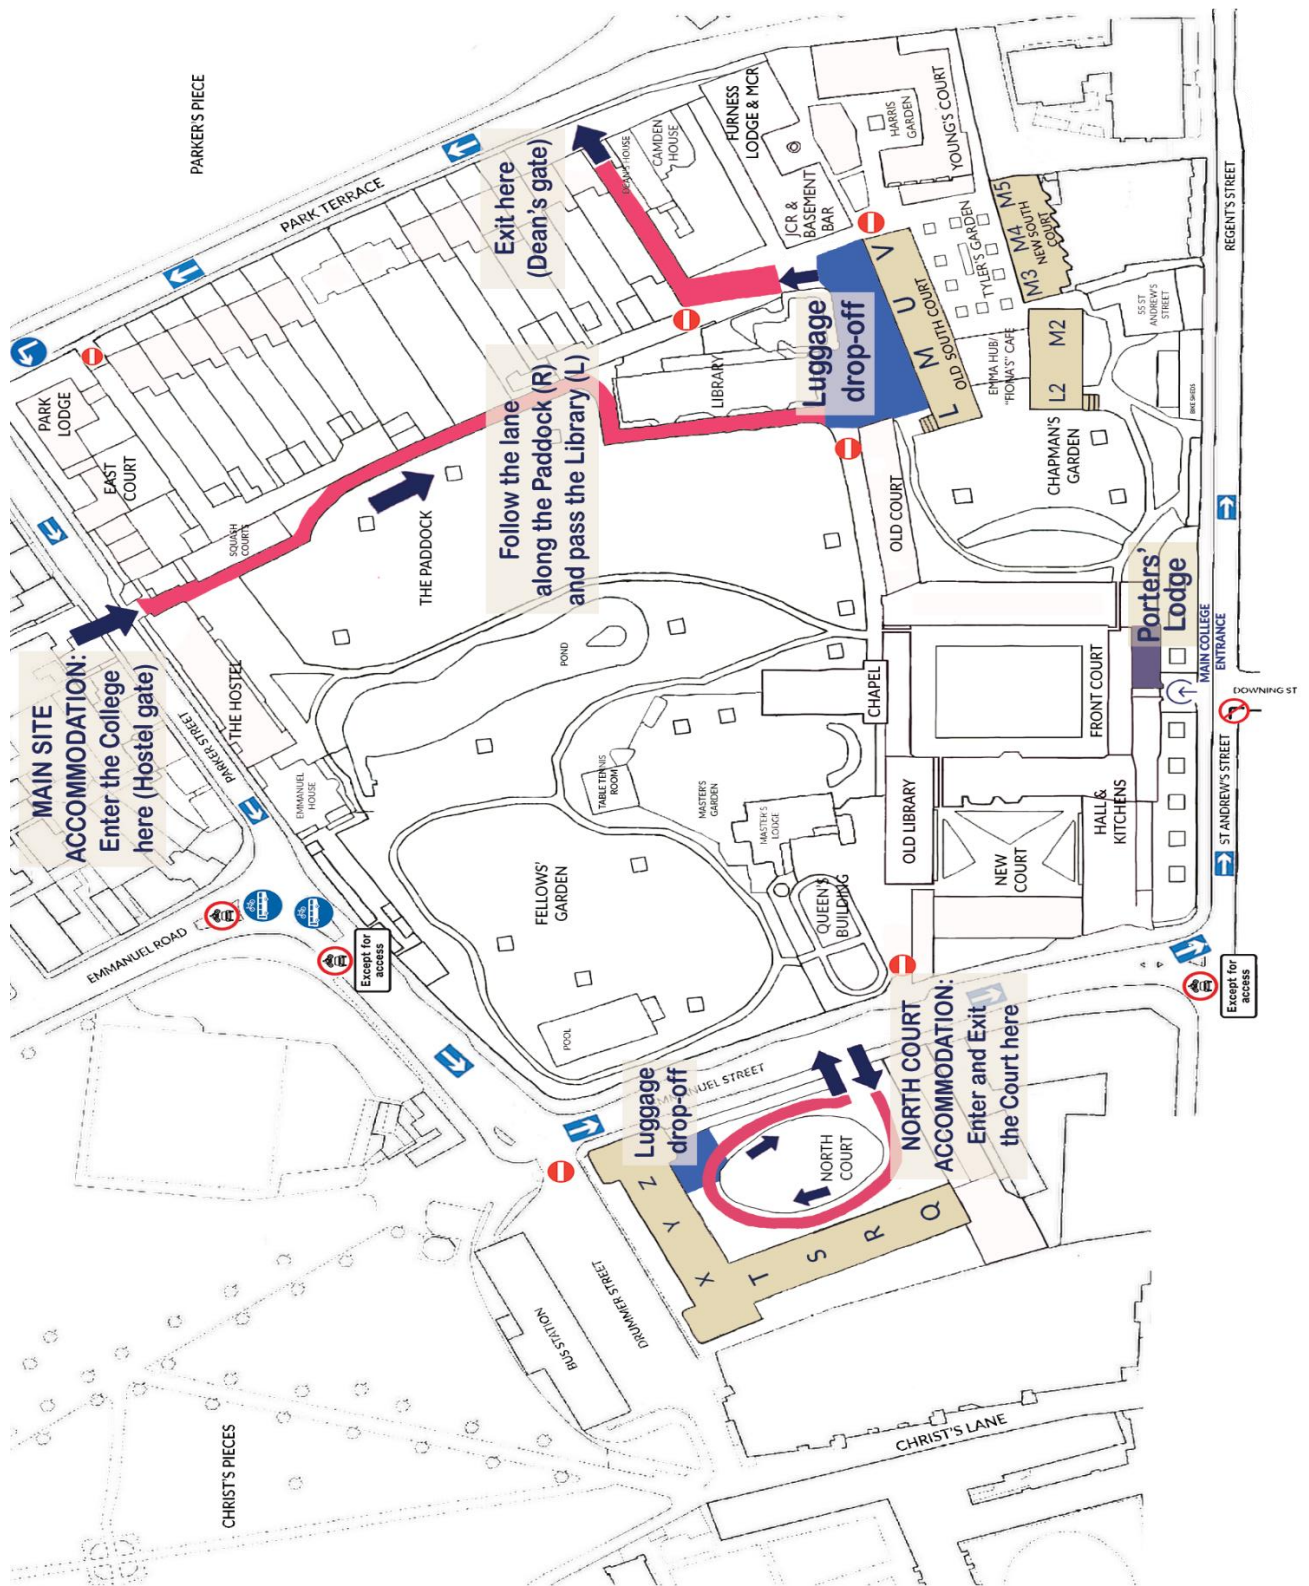 PARKER'S PIECE
PARK TERRACE
Exit here
(Dean's gate)
CAMDEN
HOUSE
FURNESS
LODGE & MCR
JCR &
BASEMENT
BAR
HARRIS
GARDEN
YOUNG'S COURT
TYLER'S GARDEN
M3 M4 M5
NEW SOUTH
COURT
REGENT'S STREET
55 ST
ANDREW'S
STREET
L M U V
OLD SOUTH COURT
EMMA HUB/
"FIONA'S" CAFE
L2 M2
BIKE SHEDS
CHAPMAN'S
GARDEN
Luggage
drop-off
LIBRARY
Follow the lane
along the Paddock (R)
and pass the Library (L)
PARK
LODGE
EAST
COURT
SQUASH
COURTS
THE PADDOCK
MAIN SITE
ACCOMMODATION:
Enter the College
here (Hostel gate)
PARKER STREET
THE HOSTEL
EMMANUEL
HOUSE
EMMANUEL ROAD
Except for
access
POND
OLD COURT
CHAPEL
FRONT COURT
Porters'
Lodge
MAIN COLLEGE
ENTRANCE
DOWNING ST
ST ANDREW'S STREET
TABLE TENNIS
ROOM
MASTER'S
GARDEN
MASTER'S
LODGE
OLD LIBRARY
HALL &
KITCHENS
NEW
COURT
QUEEN'S
BUILDING
FELLOWS'
GARDEN
POOL
EMMANUEL STREET
Luggage
drop-off
NORTH COURT
ACCOMMODATION:
Enter and Exit
the Court here
Except for
access
NORTH
COURT
X Y Z
T S R Q
BUS STATION
DRUMMER STREET
CHRIST'S PIECES
CHRIST'S LANE